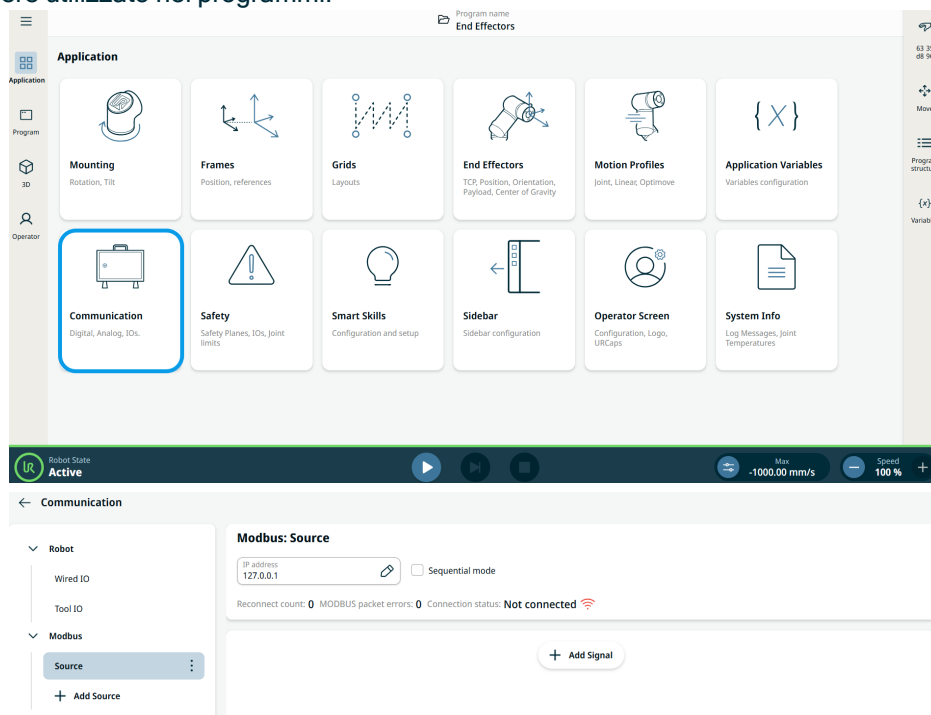 utilizzate nei programmi.
Program name
End Effectors
Application
Application
Program
3D
Operator
63
d8
Mounting
Rotation, Tilt
Frames
Position, references
Grids
Layouts
End Effectors
TCP, Position, Orientation,
Payload, Center of Gravity
Motion Profiles
Joint, Linear, Optimove
Application Variables
Variables configuration
Communication
Digital, Analog, IOs.
Safety
Safety Planes, IOs, Joint
limits
Smart Skills
Configuration and setup
Sidebar
Sidebar configuration
Operator Screen
Configuration, Logo,
URCaps
System Info
Log Messages, Joint
Temperatures
Robot State
Active
Max
-1000.00 mm/s
Speed
100 %
Communication
Robot
Wired IO
Tool IO
Modbus
Source
Add Source
Modbus: Source
IP address
127.0.0.1
Sequential mode
Reconnect count: 0 MODBUS packet errors: 0 Connection status: Not connected
Add Signal